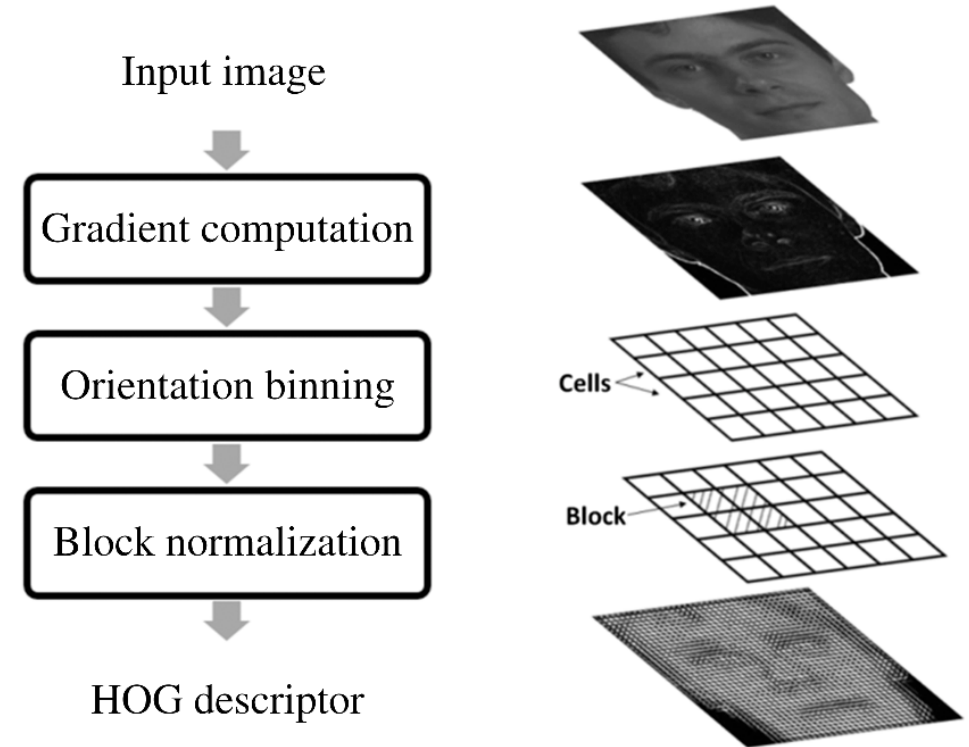 Input image
Gradient computation
Orientation binning
Cells
Block normalization
Block
HOG descriptor